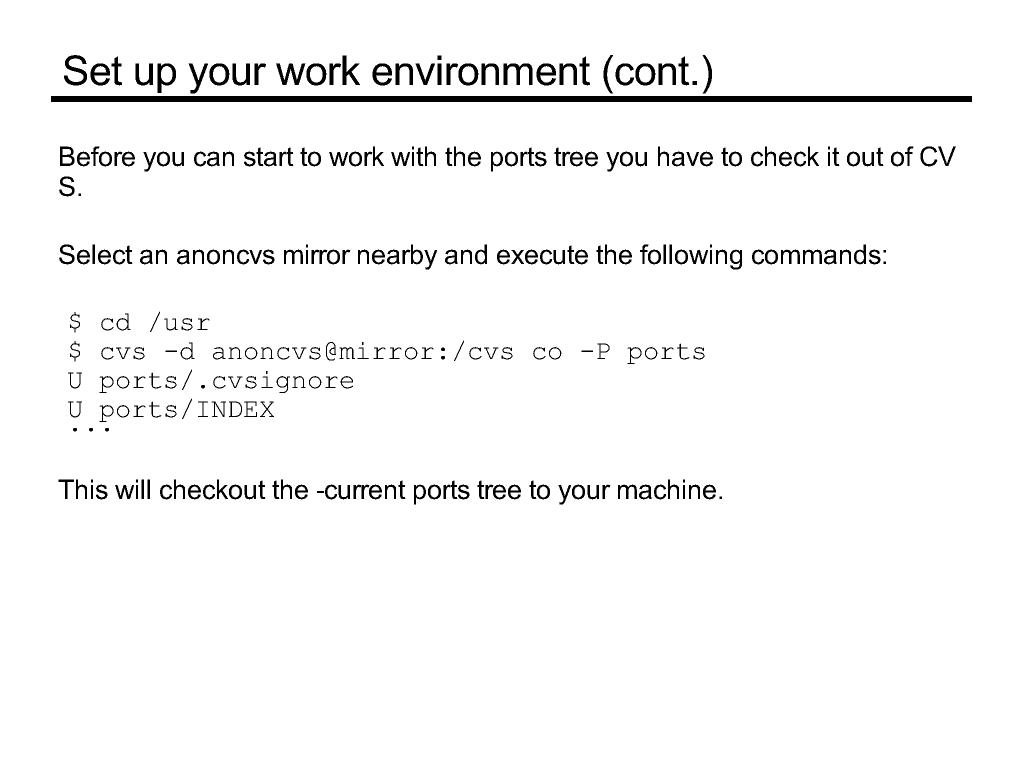 Set up your work environment (cont.)
Before you can start to work with the ports tree you have to check it out of CV
S.
Select an anoncvs mirror nearby and execute the following commands:
$ cd /usr
$ cvs -d anoncvs@mirror:/cvs co -P ports
U ports/.cvsignore
U ports/INDEX
...
This will checkout the -current ports tree to your machine.